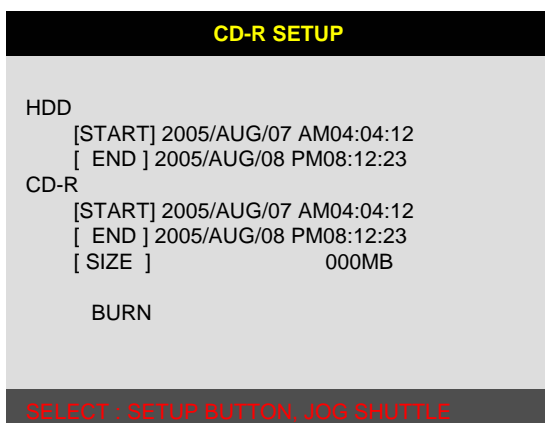 CD-R SETUP
HDD
[START] 2005/AUG/07 AM04:04:12
[ END ] 2005/AUG/08 PM08:12:23
CD-R
[START] 2005/AUG/07 AM04:04:12
[ END ] 2005/AUG/08 PM08:12:23
[ SIZE ] 000MB
BURN
SELECT : SETUP BUTTON, JOG SHUTTLE